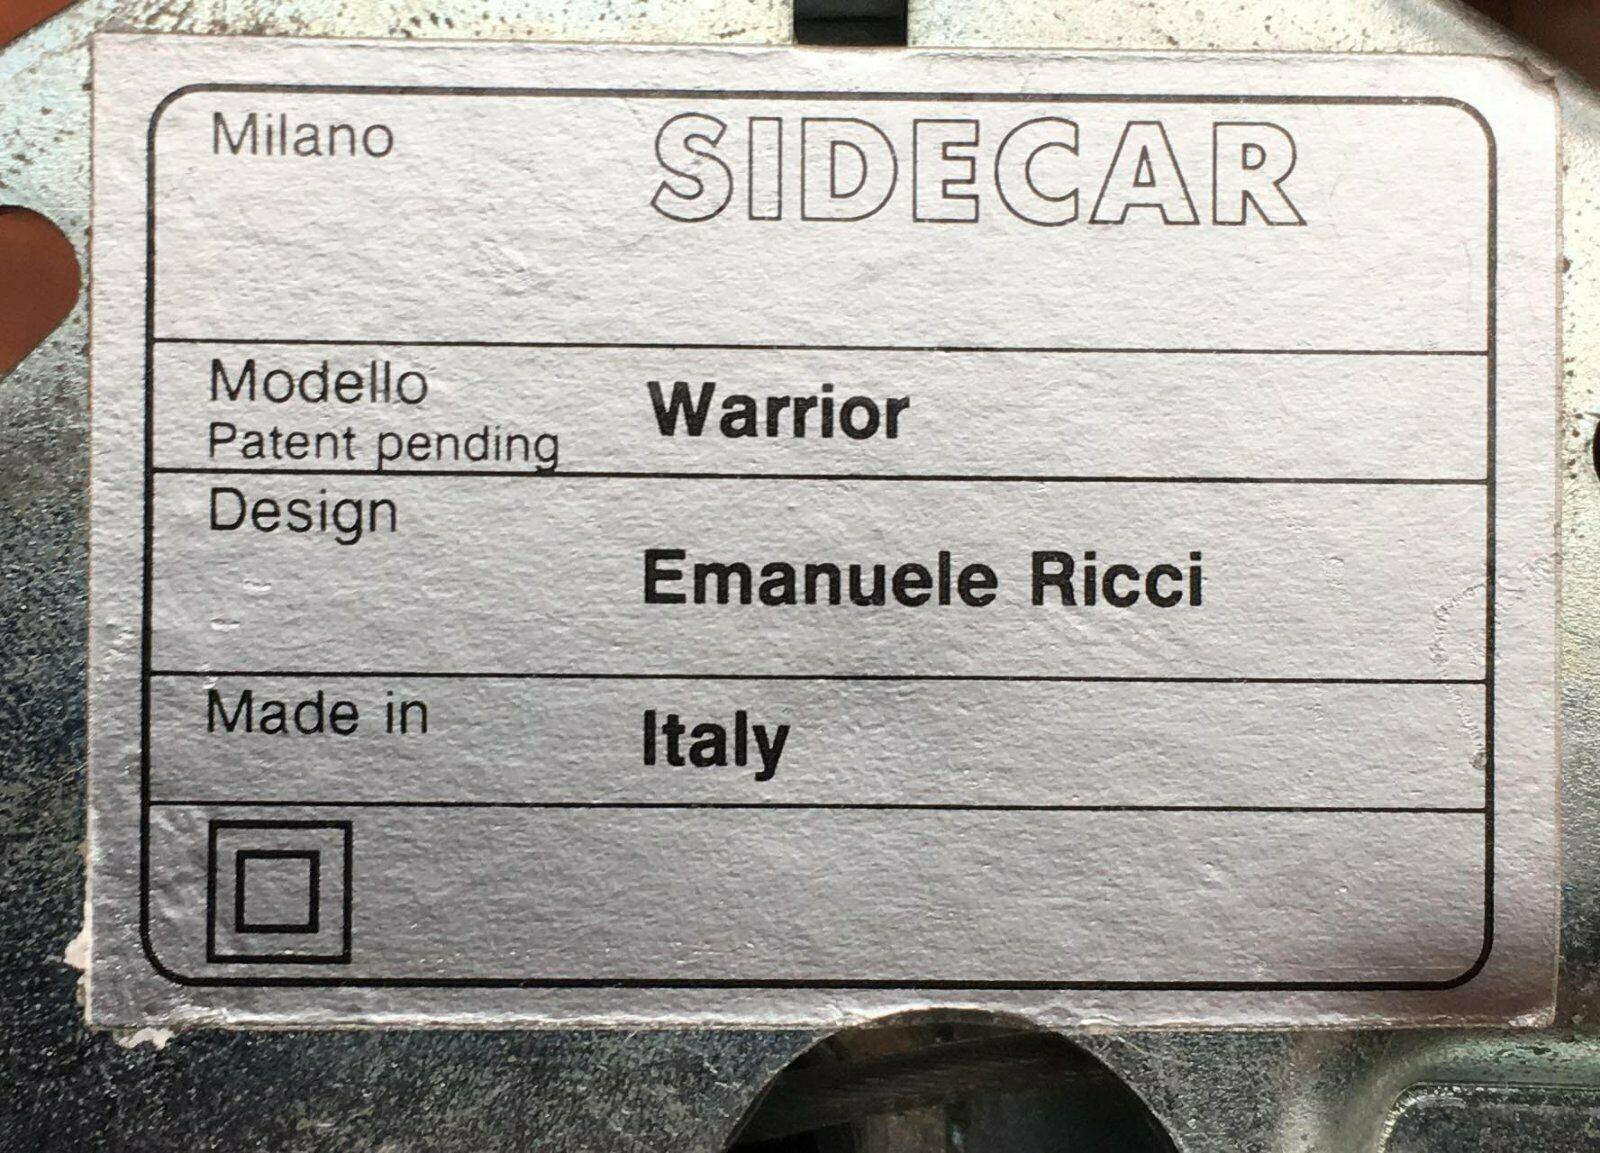 Milano SIDECAR
Modello Warrior
Patent pending
Design
Emanuele Ricci
Made in Italy